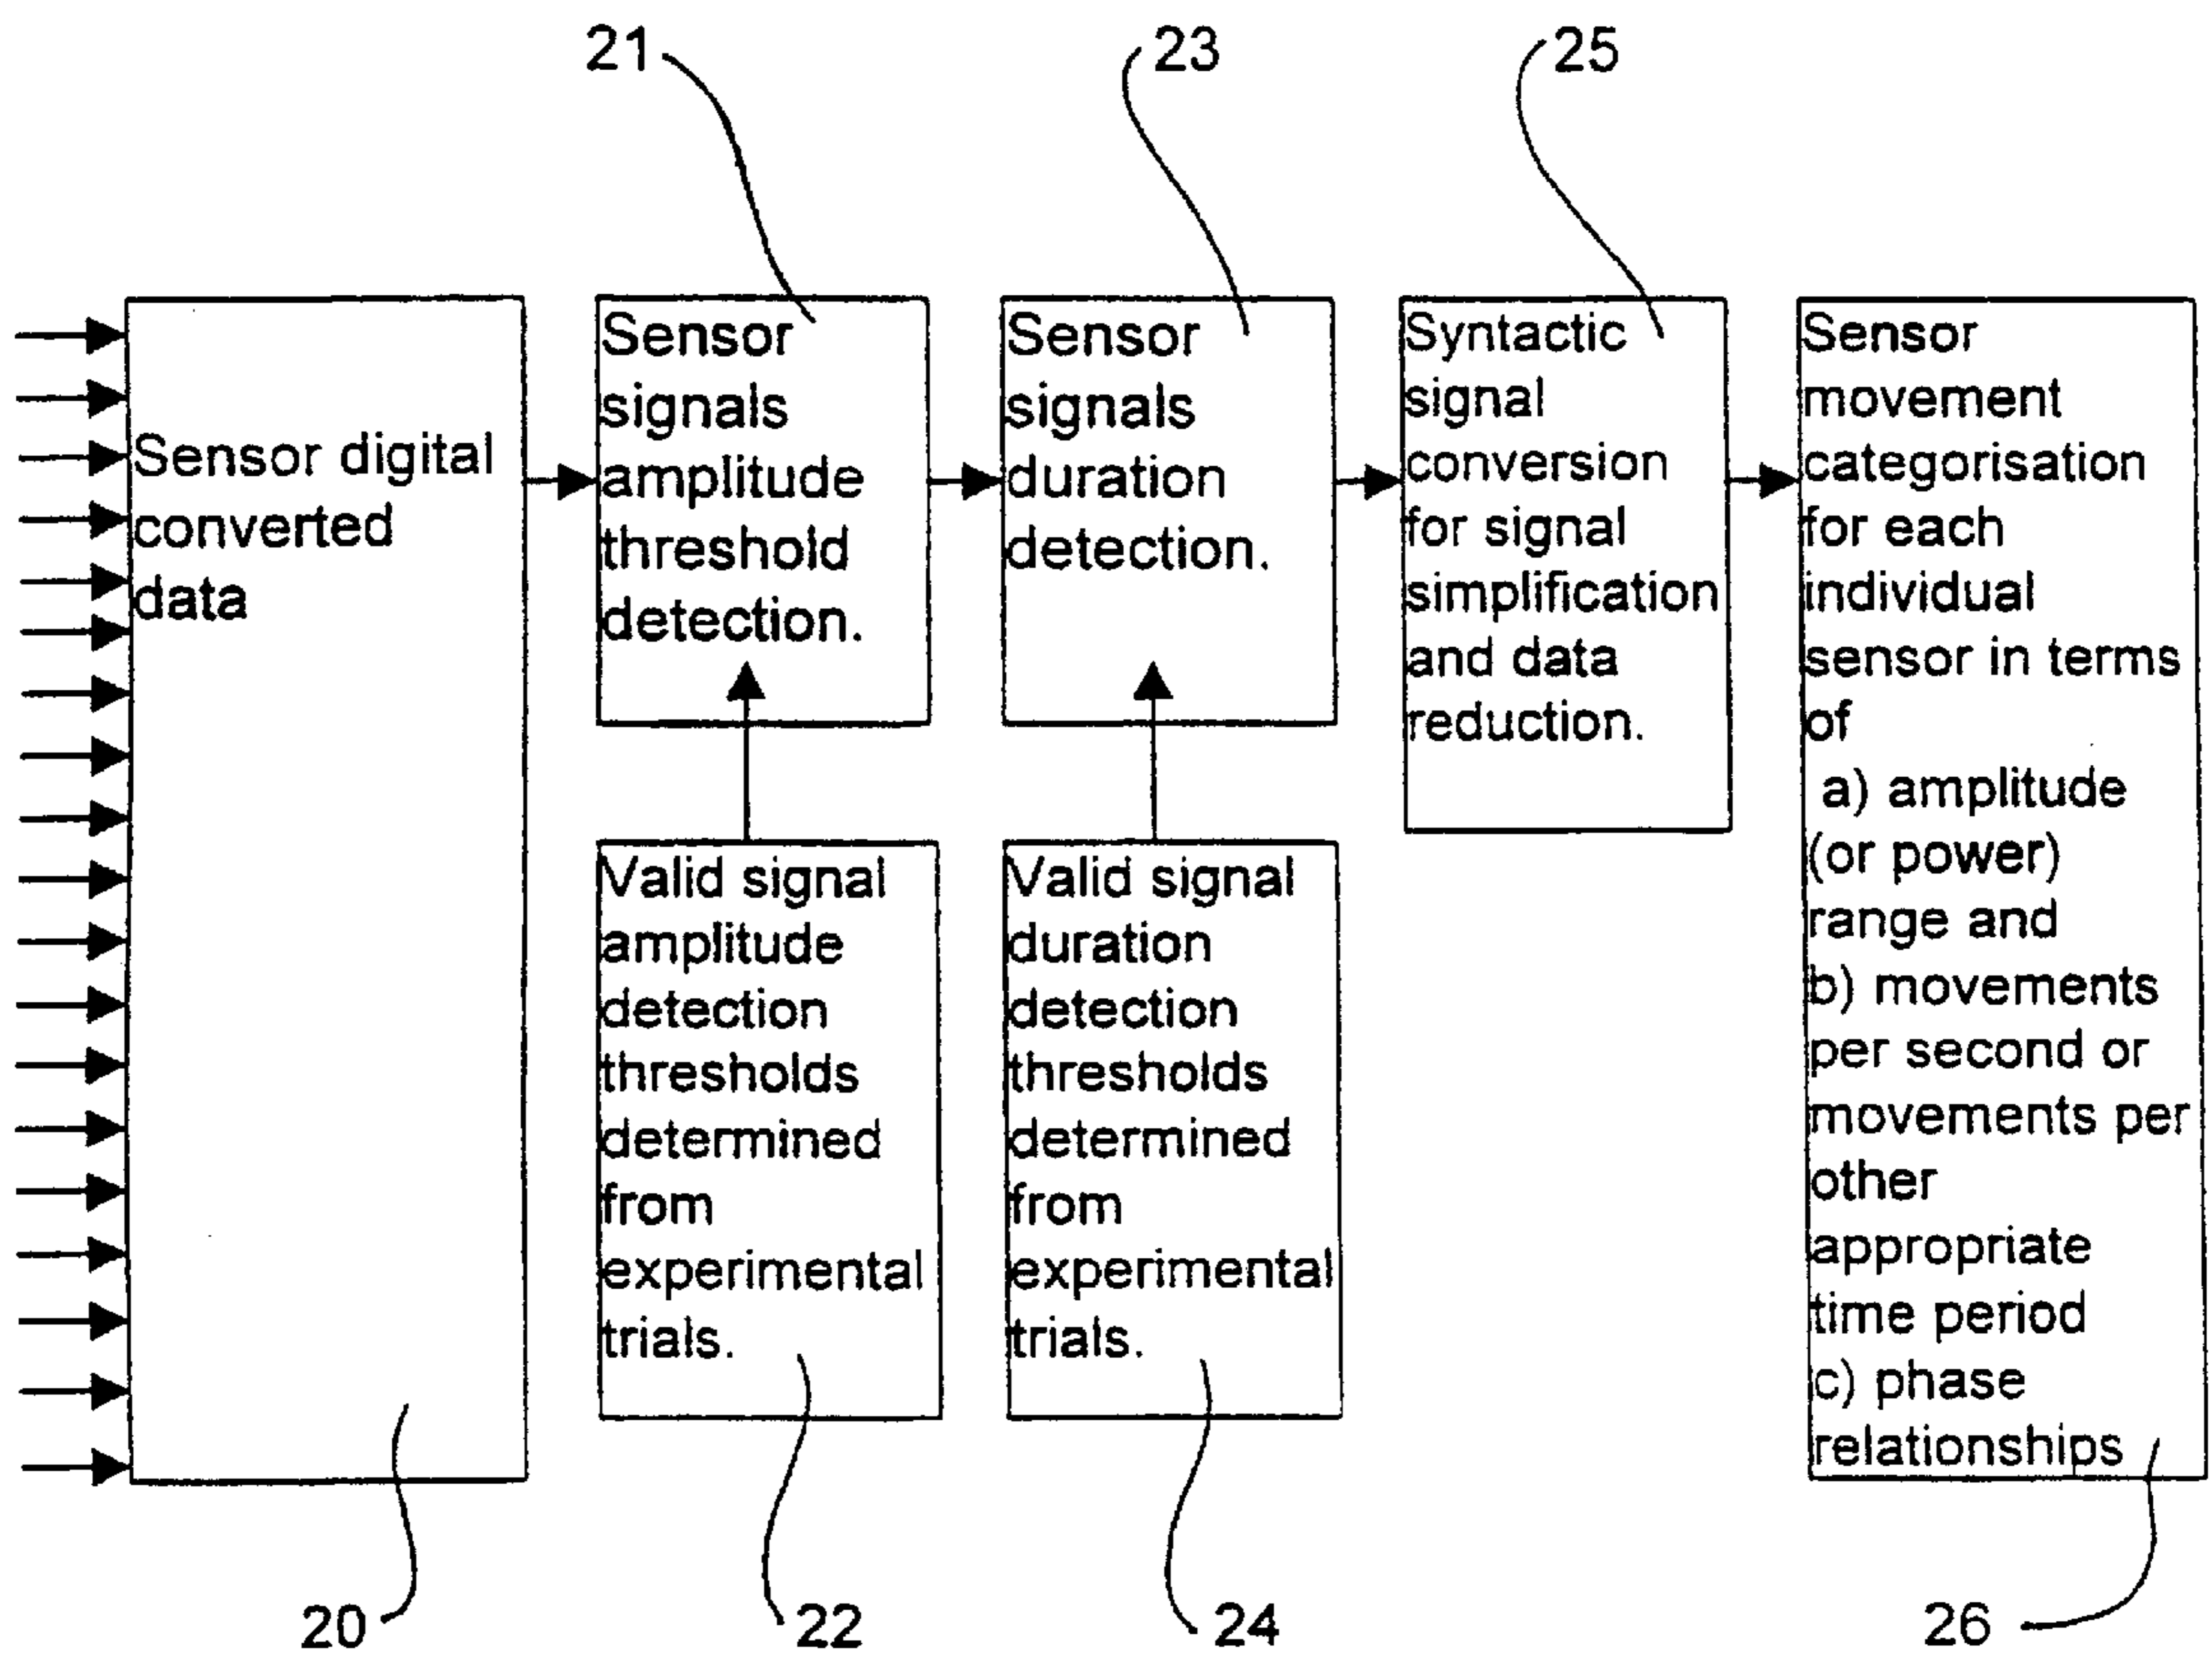 21
23
25
Sensor digital
converted
data
Sensor
signals
amplitude
threshold
detection.
Sensor
signals
duration
detection.
Syntactic
signal
conversion
for signal
simplification
and data
reduction.
Sensor
movement
categorisation
for each
individual
sensor in terms
of
a) amplitude
(or power)
range and
b) movements
per second or
movements per
other
appropriate
time period
c) phase
relationships
Valid signal
amplitude
detection
thresholds
determined
from
experimental
trials.
Valid signal
duration
detection
thresholds
determined
from
experimental
trials.
20
22
24
26